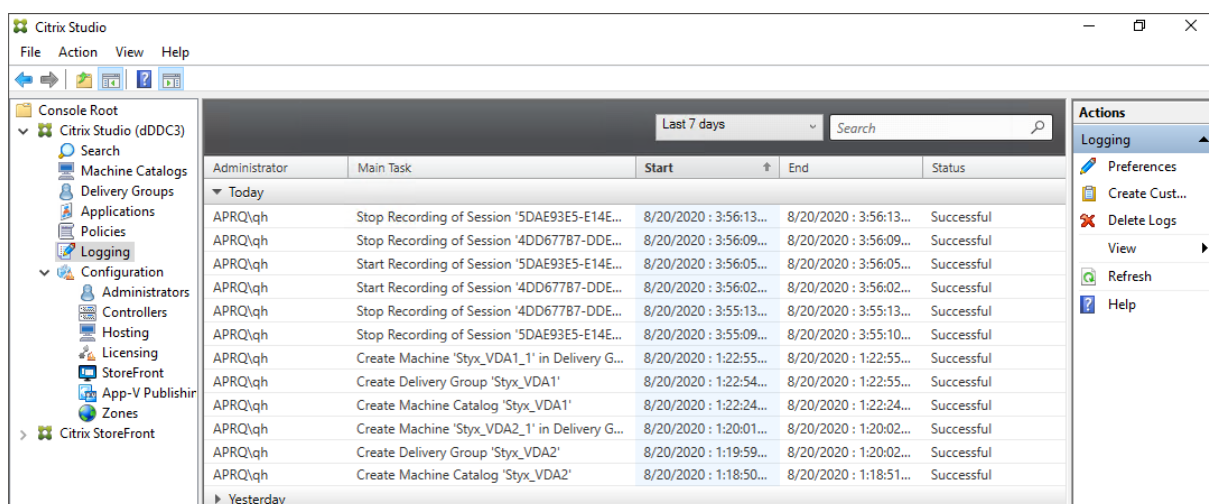 Citrix Studio
File Action View Help
Console Root
Citrix Studio (dDDC3)
Search
Machine Catalogs
Delivery Groups
Applications
Policies
Logging
Configuration
Administrators
Controllers
Hosting
Licensing
StoreFront
App-V Publishin
Zones
Citrix StoreFront
Last 7 days Search
Administrator Main Task Start End Status
Today
APRQ\qh Stop Recording of Session '5DAE93E5-E14E... 8/20/2020 : 3:56:13... 8/20/2020 : 3:56:13... Successful
APRQ\qh Stop Recording of Session '4DD677B7-DDE... 8/20/2020 : 3:56:09... 8/20/2020 : 3:56:09... Successful
APRQ\qh Start Recording of Session '5DAE93E5-E14E... 8/20/2020 : 3:56:05... 8/20/2020 : 3:56:05... Successful
APRQ\qh Start Recording of Session '4DD677B7-DDE... 8/20/2020 : 3:56:02... 8/20/2020 : 3:56:02... Successful
APRQ\qh Stop Recording of Session '4DD677B7-DDE... 8/20/2020 : 3:55:13... 8/20/2020 : 3:55:13... Successful
APRQ\qh Stop Recording of Session '5DAE93E5-E14E... 8/20/2020 : 3:55:09... 8/20/2020 : 3:55:10... Successful
APRQ\qh Create Machine 'Styx_VDA1_1' in Delivery G... 8/20/2020 : 1:22:55... 8/20/2020 : 1:22:55... Successful
APRQ\qh Create Delivery Group 'Styx_VDA1' 8/20/2020 : 1:22:54... 8/20/2020 : 1:22:55... Successful
APRQ\qh Create Machine Catalog 'Styx_VDA1' 8/20/2020 : 1:22:24... 8/20/2020 : 1:22:24... Successful
APRQ\qh Create Machine 'Styx_VDA2_1' in Delivery G... 8/20/2020 : 1:20:01... 8/20/2020 : 1:20:02... Successful
APRQ\qh Create Delivery Group 'Styx_VDA2' 8/20/2020 : 1:19:59... 8/20/2020 : 1:20:02... Successful
APRQ\qh Create Machine Catalog 'Styx_VDA2' 8/20/2020 : 1:18:50... 8/20/2020 : 1:18:51... Successful
Yesterday
Actions
Logging
Preferences
Create Cust...
Delete Logs
View
Refresh
Help